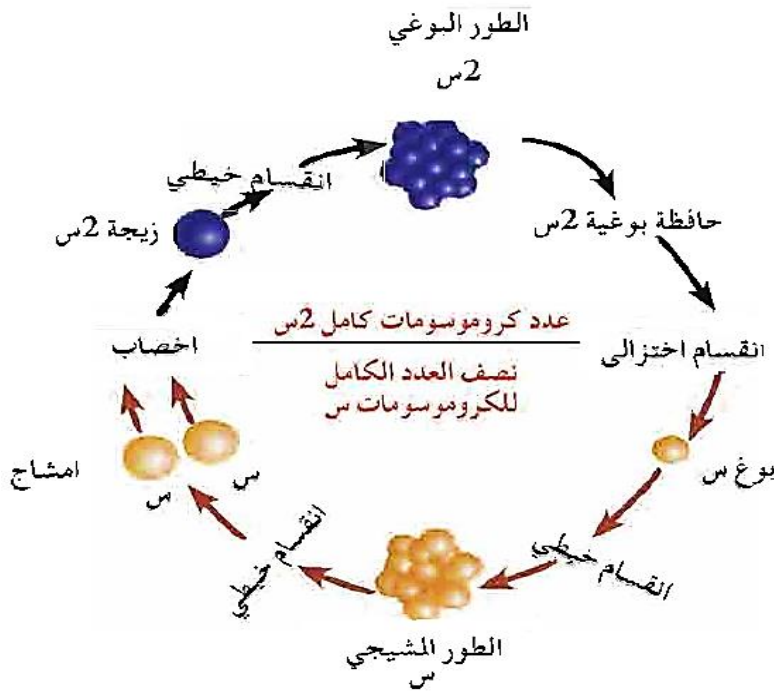 الطور البوغي
2س
انقسام خيطي
حافظة بوغية 2س
زيجة 2س
عدد كروموسومات كامل 2س
اخصاب
انقسام اختزالى
نصف العدد الكامل
للكروموسومات س
امشاج
س
س
بوغ س
انقسام خيطي
انقسام خيطي
الطور المشيجي
س